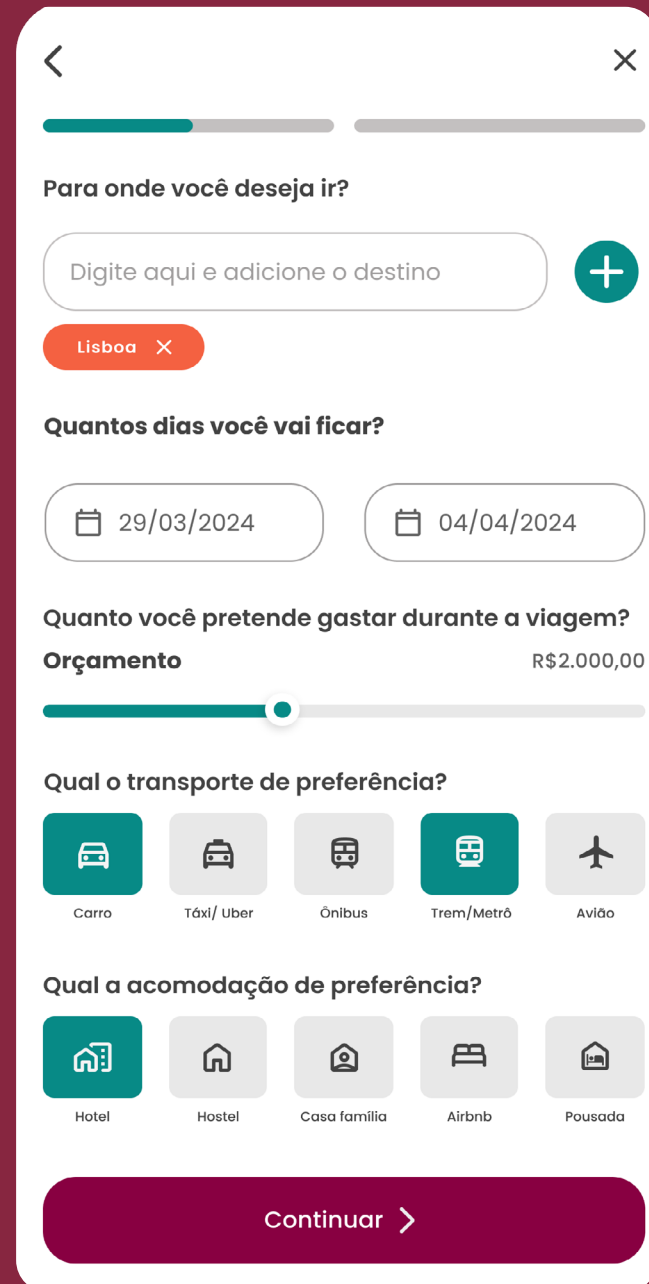 Para onde você deseja ir?
Digite aqui e adicione o destino
Lisboa
Quantos dias você vai ficar?
29/03/2024 04/04/2024
Quanto você pretende gastar durante a viagem?
Orçamento R$2.000,00
Qual o transporte de preferência?
Carro Táxi/ Uber Ônibus Trem/Metrô Avião
Qual a acomodação de preferência?
Hotel Hostel Casa família Airbnb Pousada
Continuar